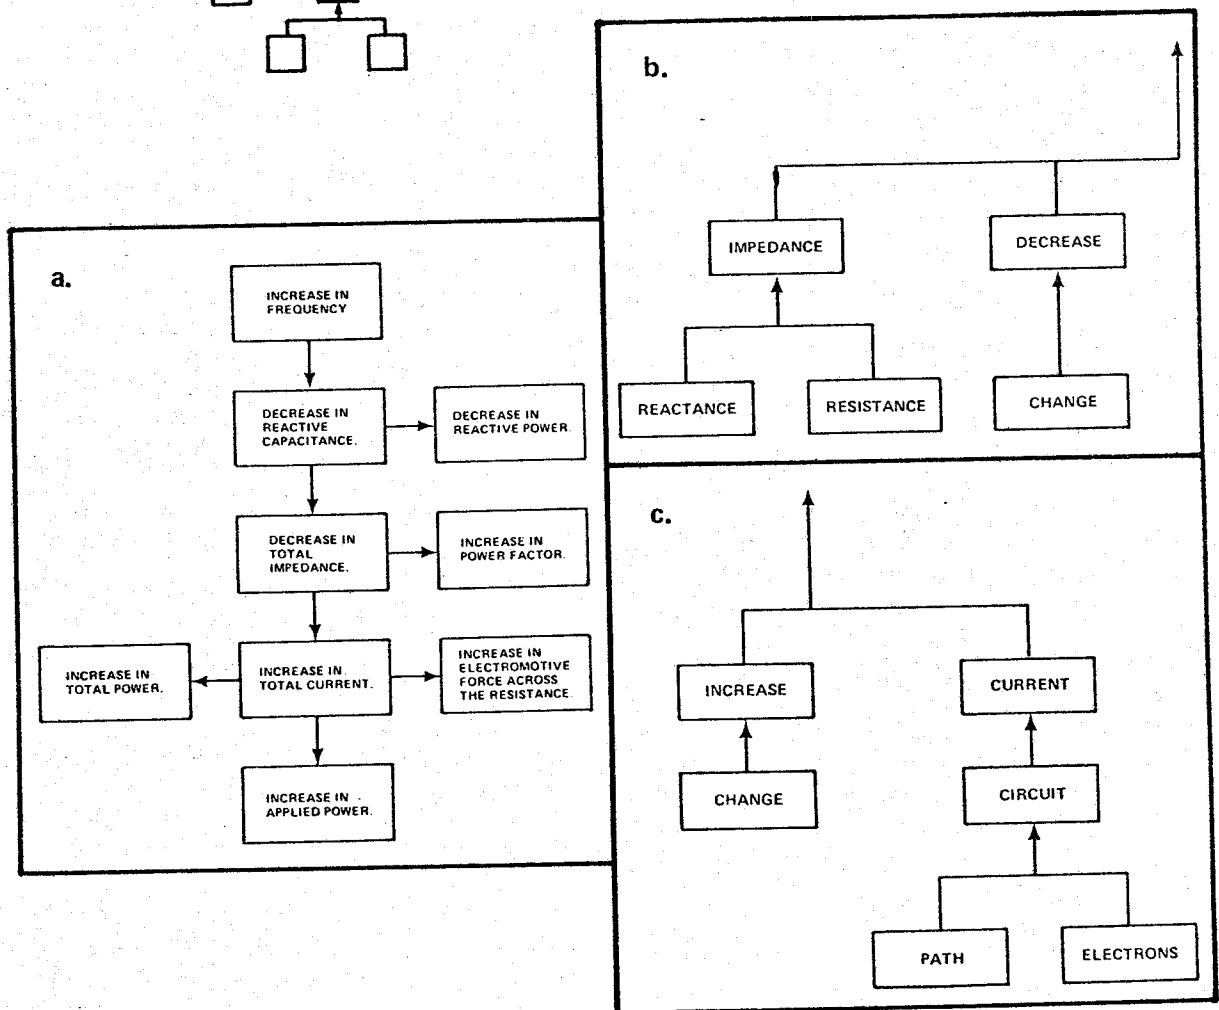 b.
IMPEDANCE
DECREASE
REACTANCE
RESISTANCE
CHANGE
a.
INCREASE IN
FREQUENCY
DECREASE IN
REACTIVE
CAPACITANCE.
DECREASE IN
REACTIVE POWER.
DECREASE IN
TOTAL
IMPEDANCE.
INCREASE IN
POWER FACTOR.
INCREASE IN
TOTAL POWER.
INCREASE IN
TOTAL CURRENT.
INCREASE IN
ELECTROMOTIVE
FORCE ACROSS
THE RESISTANCE.
INCREASE IN
APPLIED POWER.
c.
INCREASE
CURRENT
CHANGE
CIRCUIT
PATH
ELECTRONS